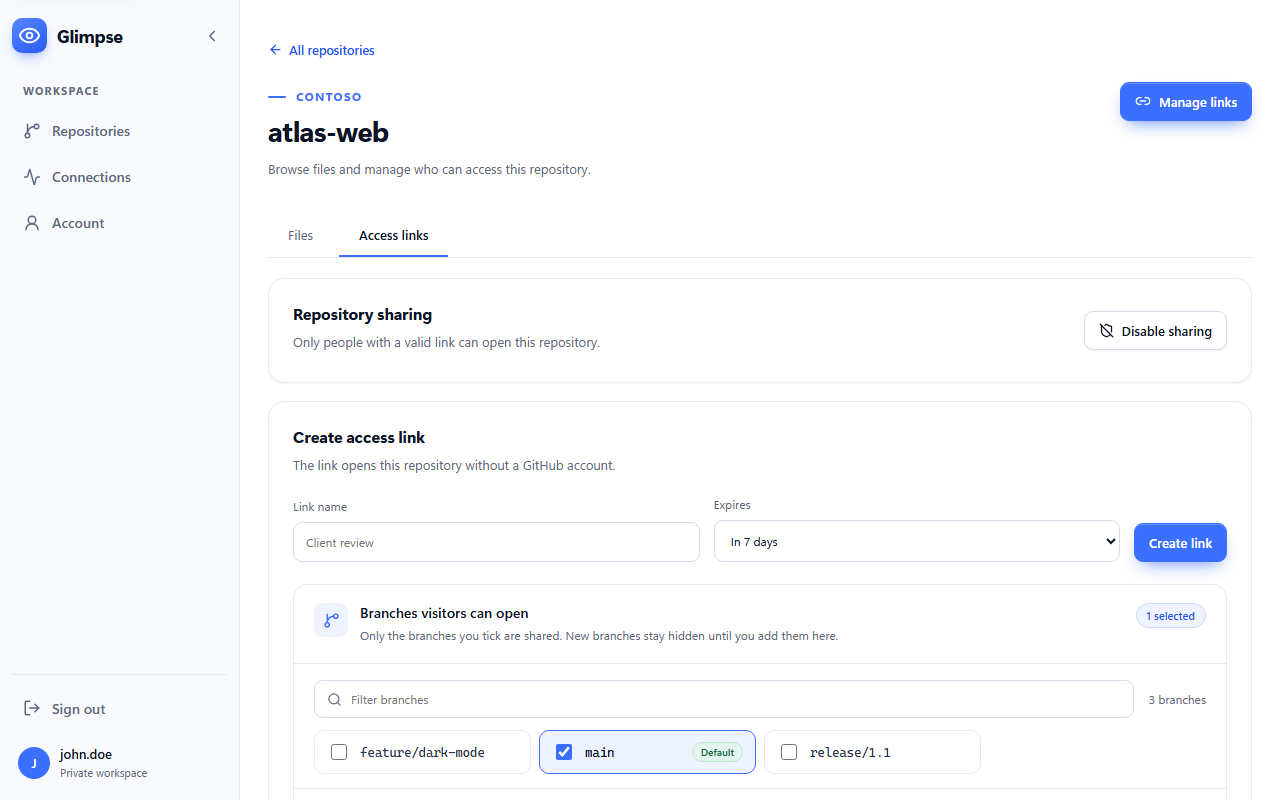 Glimpse
WORKSPACE
Repositories
Connections
Account
Sign out
J
john.doe
Private workspace
All repositories
CONTOSO
atlas-web
Browse files and manage who can access this repository.
Manage links
Files
Access links
Repository sharing
Only people with a valid link can open this repository.
Disable sharing
Create access link
The link opens this repository without a GitHub account.
Link name
Client review
Expires
In 7 days
Create link
Branches visitors can open
Only the branches you tick are shared. New branches stay hidden until you add them here.
1 selected
Filter branches
3 branches
feature/dark-mode
main
Default
release/1.1